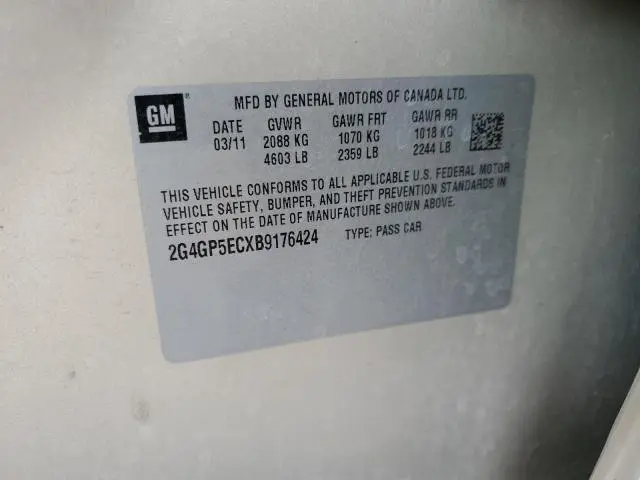 GM®
MFD BY GENERAL MOTORS OF CANADA LTD.
DATE GVWR GAWR FRT GAWR RR
03/11 2088 KG 1070 KG 1018 KG
4603 LB 2359 LB 2244 LB
THIS VEHICLE CONFORMS TO ALL APPLICABLE U.S. FEDERAL MOTOR
VEHICLE SAFETY, BUMPER, AND THEFT PREVENTION STANDARDS IN
EFFECT ON THE DATE OF MANUFACTURE SHOWN ABOVE.
2G4GP5ECXB9176424 TYPE: PASS CAR